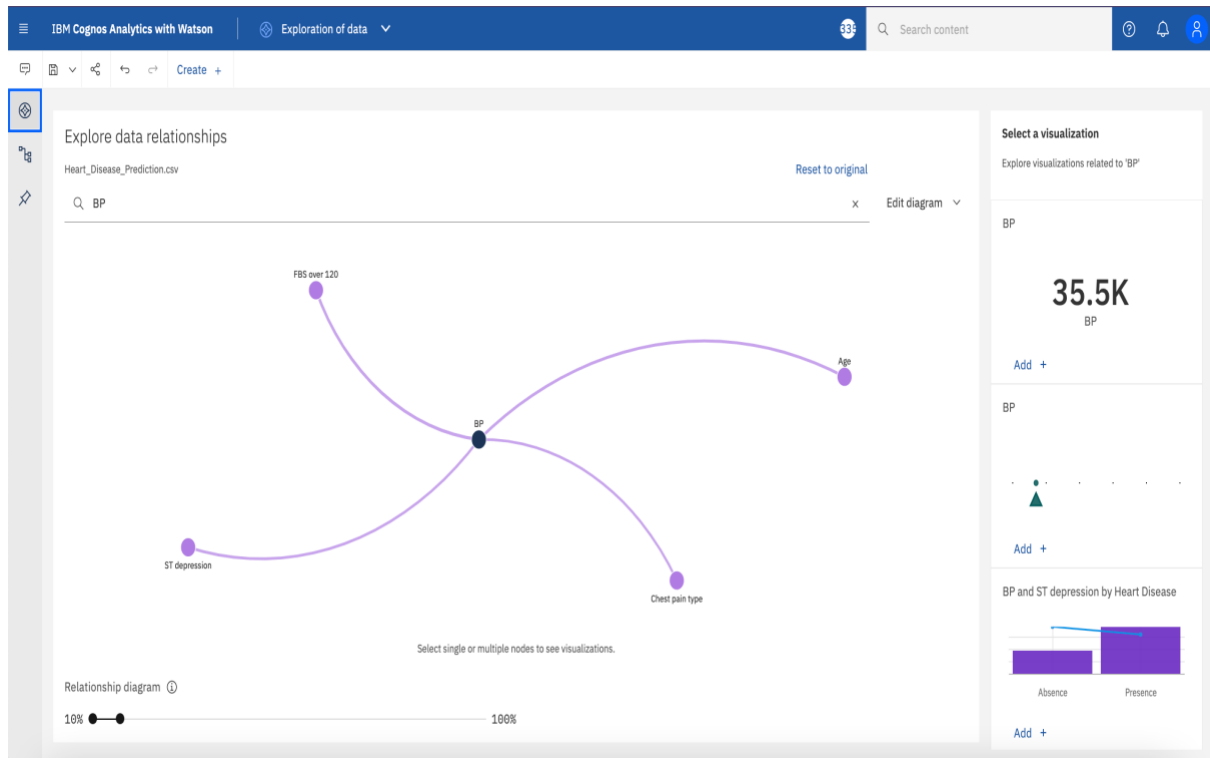 IBM Cognos Analytics with Watson
Exploration of data
Search content
Create +
Explore data relationships
Heart_Disease_Prediction.csv
Reset to original
BP
Edit diagram
FBS over 120
Age
BP
ST depression
Chest pain type
Select single or multiple nodes to see visualizations.
Relationship diagram
10%
100%
Select a visualization
Explore visualizations related to 'BP'
BP
35.5K
BP
Add +
BP
Add +
BP and ST depression by Heart Disease
Absence Presence
Add +